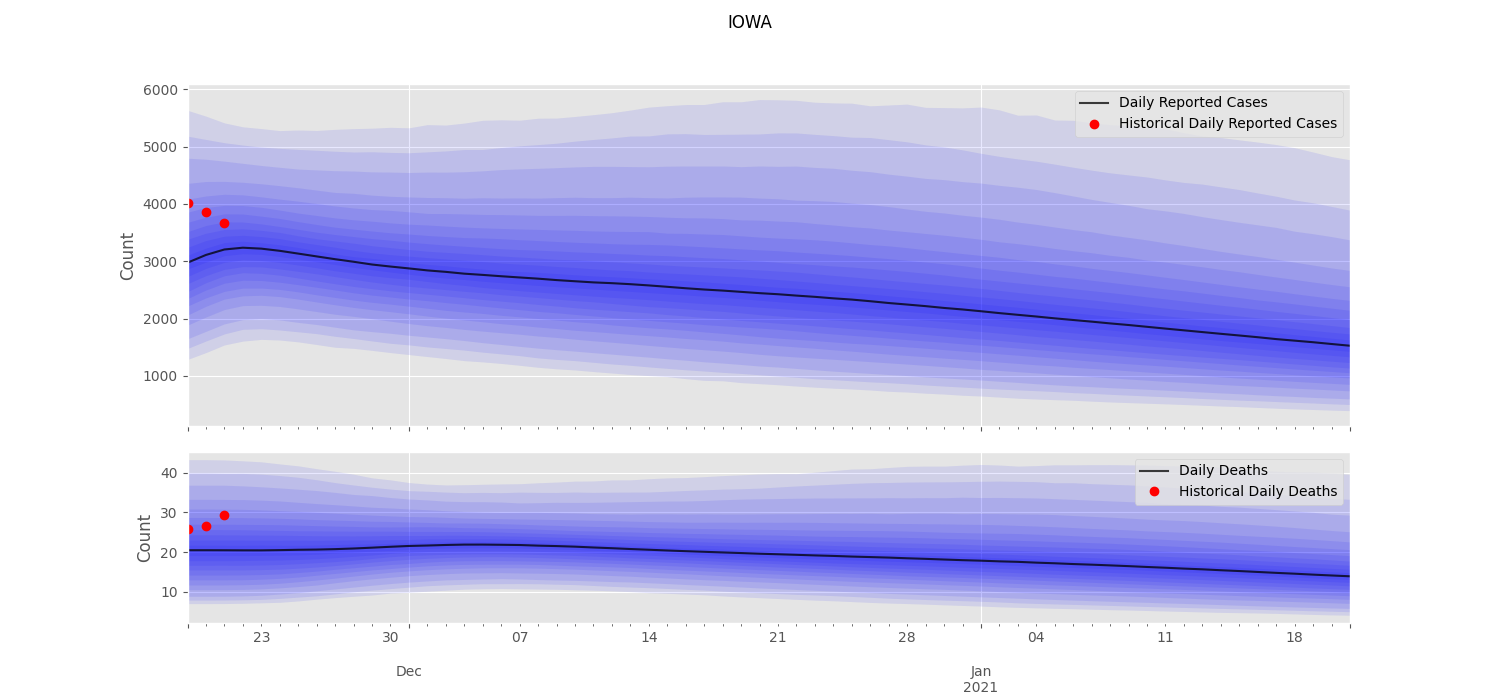 IOWA
6000
5000
4000
3000
2000
1000
Count
Daily Reported Cases
Historical Daily Reported Cases
40
30
20
10
Count
Daily Deaths
Historical Daily Deaths
23 30 07 14 21 28 04 11 18
Dec Jan
2021